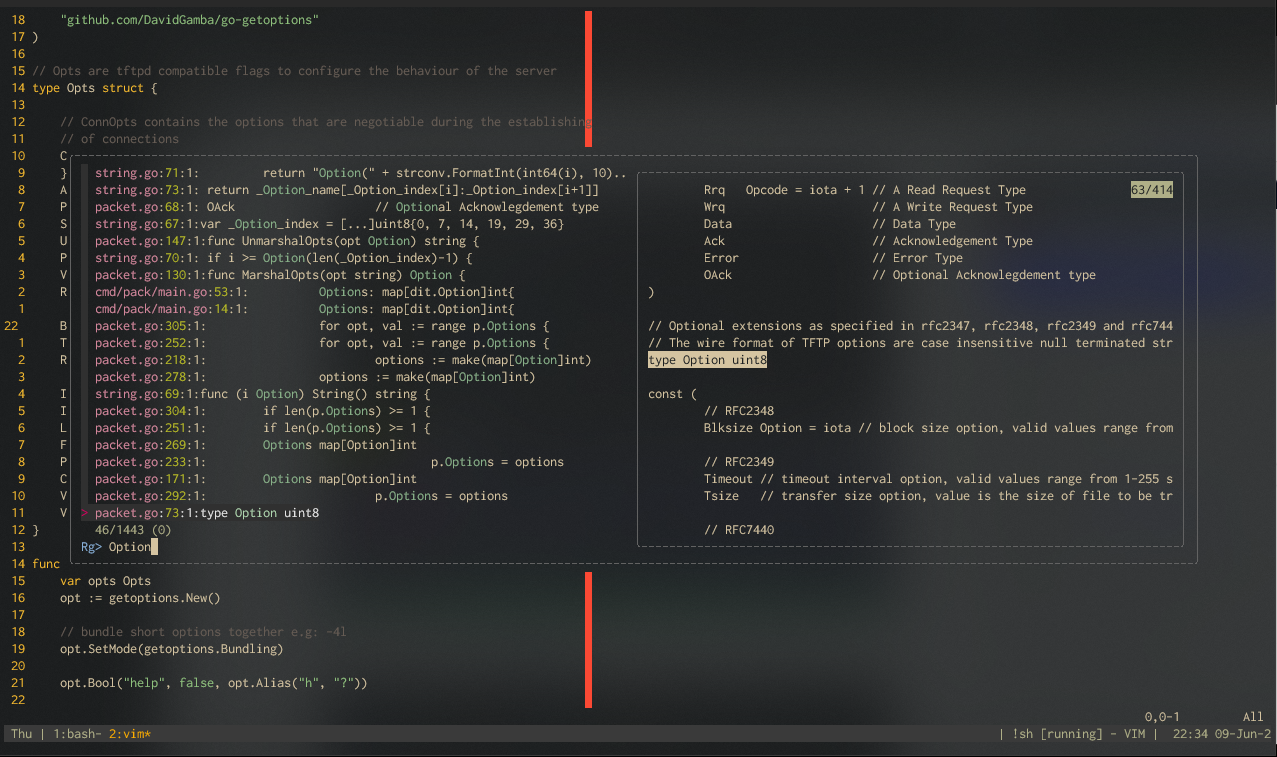 18 "github.com/DavidGamba/go-getoptions"
17 )
16
15 // Opts are tftpd compatible flags to configure the behaviour of the server
14 type Opts struct {
13
12 // ConnOpts contains the options that are negotiable during the establishing
11 // of connections
10 C
9 }
8 A
7 P
6 S
5 U
4 P
3 V
2 R
1
22 B
1 T
2 R
3
4 I
5 I
6 L
7 F
8 P
9 C
10 V
11 V
12 }
13
14 func
15 var opts Opts
16 opt := getoptions.New()
17
18 // bundle short options together e.g: -4l
19 opt.SetMode(getoptions.Bundling)
20
21 opt.Bool("help", false, opt.Alias("h", "?"))
22
string.go:71:1: return "Option(" + strconv.FormatInt(int64(i), 10)..
string.go:73:1: return _Option_name[_Option_index[i]:_Option_index[i+1]]
packet.go:68:1: OAck // Optional Acknowlegdement type
string.go:67:1:var _Option_index = [...]uint8{0, 7, 14, 19, 29, 36}
packet.go:147:1:func UnmarshalOpts(opt Option) string {
string.go:70:1: if i >= Option(len(_Option_index)-1) {
packet.go:130:1:func MarshalOpts(opt string) Option {
cmd/pack/main.go:53:1: Options: map[dit.Option]int{
cmd/pack/main.go:14:1: Options: map[dit.Option]int{
packet.go:305:1: for opt, val := range p.Options {
packet.go:252:1: for opt, val := range p.Options {
packet.go:218:1: options := make(map[Option]int)
packet.go:278:1: options := make(map[Option]int)
string.go:69:1:func (i Option) String() string {
packet.go:304:1: if len(p.Options) >= 1 {
packet.go:251:1: if len(p.Options) >= 1 {
packet.go:269:1: Options map[Option]int
packet.go:233:1: p.Options = options
packet.go:171:1: Options map[Option]int
packet.go:292:1: p.Options = options
> packet.go:73:1:type Option uint8
46/1443 (0)
Rg> Option
Rrq Opcode = iota + 1 // A Read Request Type 63/414
Wrq // A Write Request Type
Data // Data Type
Ack // Acknowledgement Type
Error // Error Type
OAck // Optional Acknowlegdement type
)
// Optional extensions as specified in rfc2347, rfc2348, rfc2349 and rfc744
// The wire format of TFTP options are case insensitive null terminated str
type Option uint8
const (
// RFC2348
Blksize Option = iota // block size option, valid values range from
// RFC2349
Timeout // timeout interval option, valid values range from 1-255 s
Tsize // transfer size option, value is the size of file to be tr
// RFC7440
0,0-1 All
Thu | 1:bash- 2:vim* | !sh [running] - VIM | 22:34 09-Jun-2